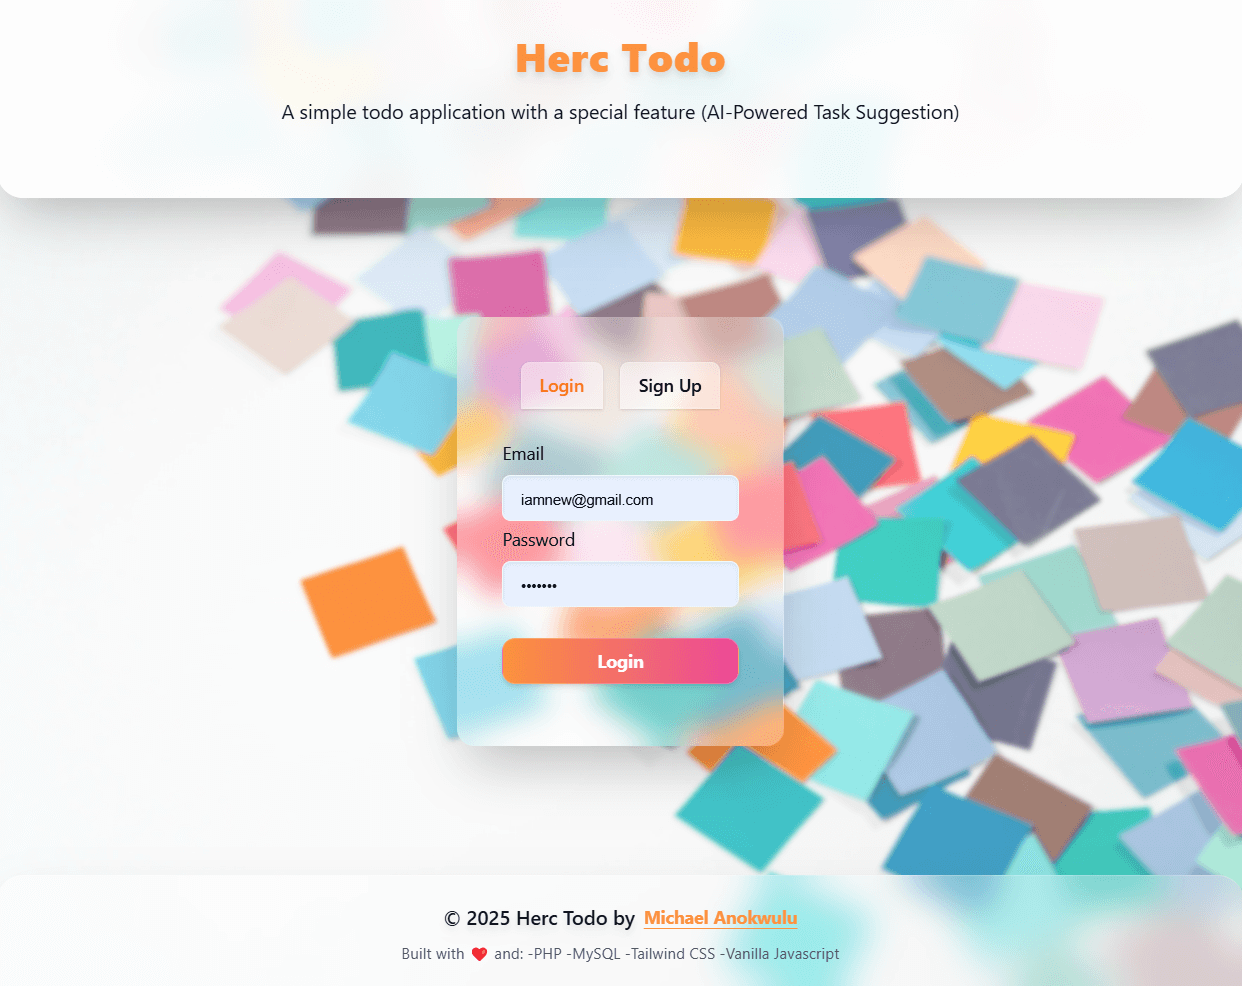 Herc Todo
A simple todo application with a special feature (AI-Powered Task Suggestion)
Login Sign Up
Email
iamnew@gmail.com
Password
•••••••
Login
© 2025 Herc Todo by Michael Anokwulu
Built with ❤️ and: -PHP -MySQL -Tailwind CSS -Vanilla Javascript